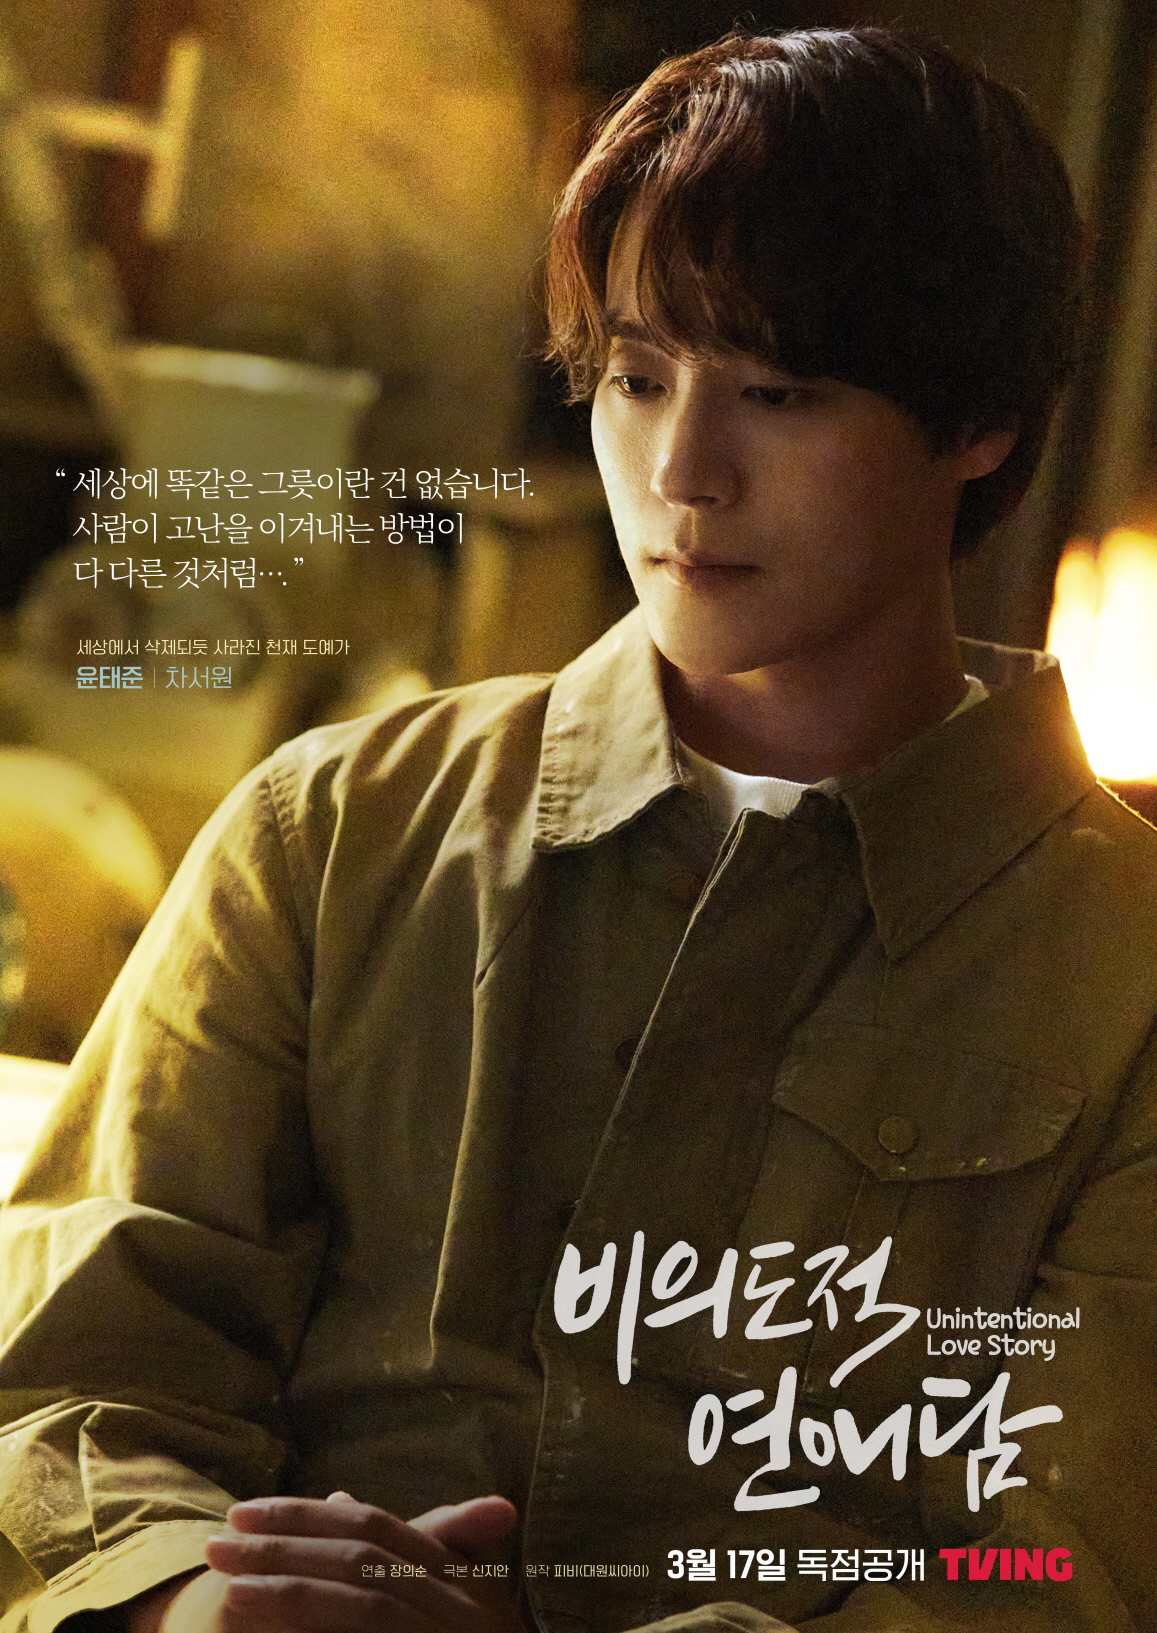 “ 세상에 똑같은 그릇이란 건 없습니다.
사람이 고난을 이겨내는 방법이
다 다른 것처럼…. ”
세상에서 삭제되듯 사라진 천재 도예가
윤태준 | 차서원
비의도적
Unintentional
Love Story
연애담
연출 장의순 극본 신지안 원작 피비(대원씨아이) 3월 17일 독점공개 TVING